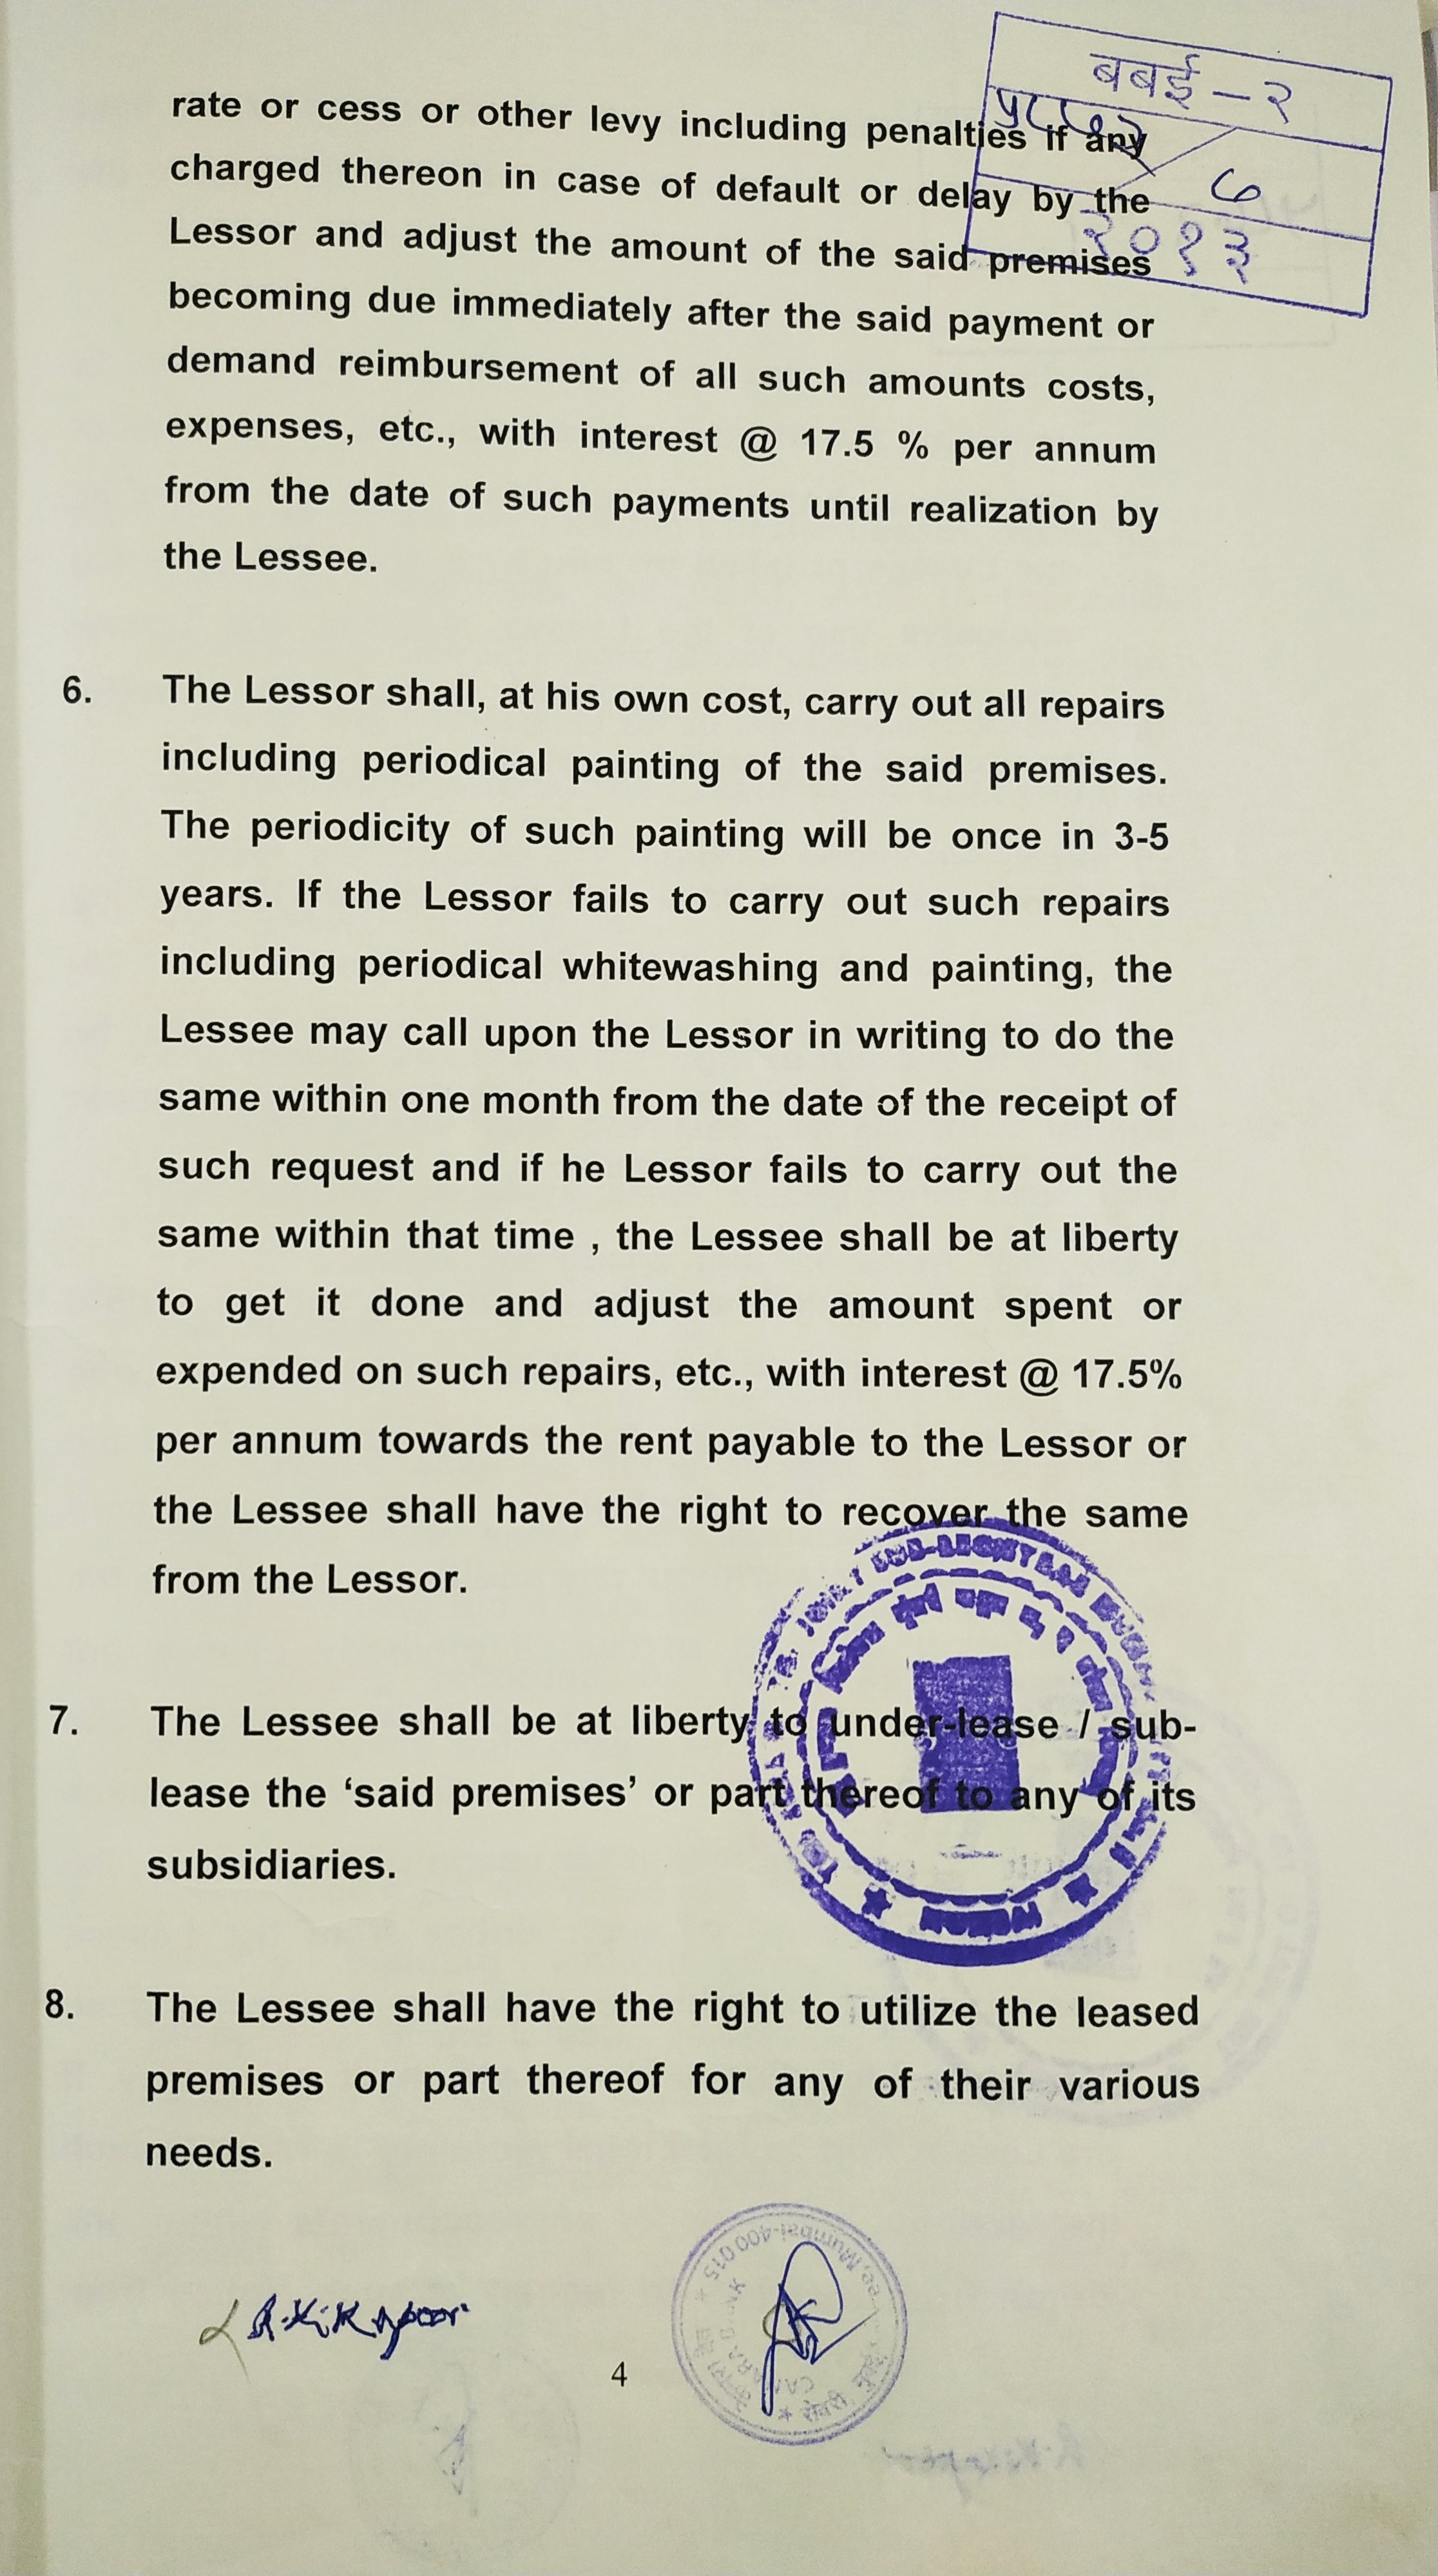 बबई - २
७
२०१३
rate or cess or other levy including penalties if any
charged thereon in case of default or delay by the
Lessor and adjust the amount of the said premises
becoming due immediately after the said payment or
demand reimbursement of all such amounts costs,
expenses, etc., with interest @ 17.5 % per annum
from the date of such payments until realization by
the Lessee.
6. The Lessor shall, at his own cost, carry out all repairs
including periodical painting of the said premises.
The periodicity of such painting will be once in 3-5
years. If the Lessor fails to carry out such repairs
including periodical whitewashing and painting, the
Lessee may call upon the Lessor in writing to do the
same within one month from the date of the receipt of
such request and if he Lessor fails to carry out the
same within that time , the Lessee shall be at liberty
to get it done and adjust the amount spent or
expended on such repairs, etc., with interest @ 17.5%
per annum towards the rent payable to the Lessor or
the Lessee shall have the right to recover the same
from the Lessor.
7. The Lessee shall be at liberty to under-lease / sub-
lease the ‘said premises’ or part thereof to any of its
subsidiaries.
8. The Lessee shall have the right to utilize the leased
premises or part thereof for any of their various
needs.
R.K.Kapoor
Mumbai-400 015
CANARA BANK
4